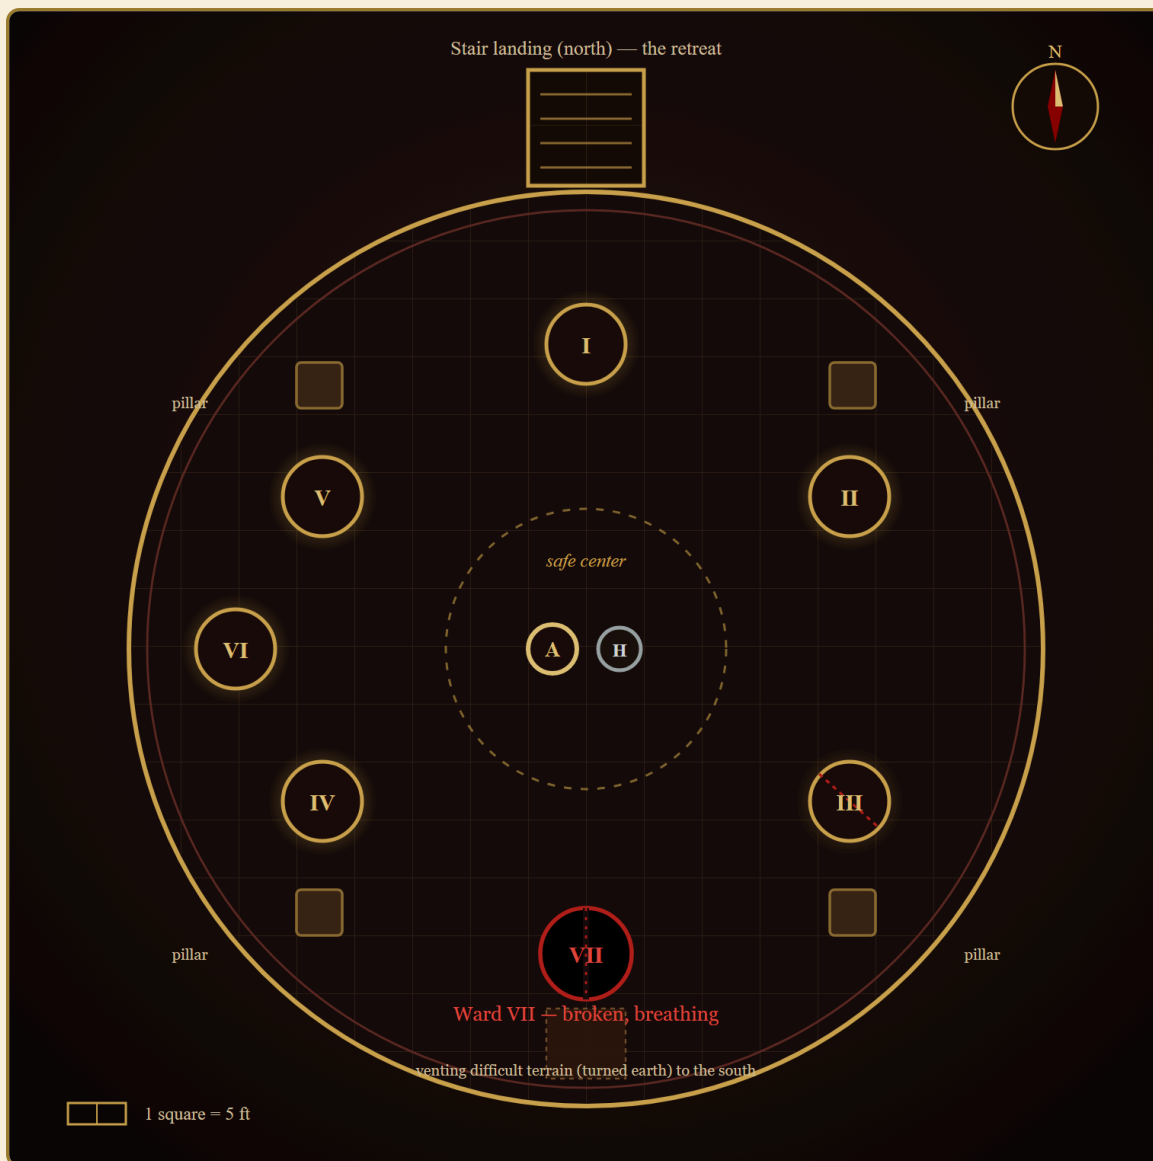 Stair landing (north) — the retreat
N
I
pillar
pillar
V
II
safe center
VI
A
H
IV
III
VII
pillar
pillar
Ward VII — broken, breathing
venting difficult terrain (turned earth) to the south
1 square = 5 ft